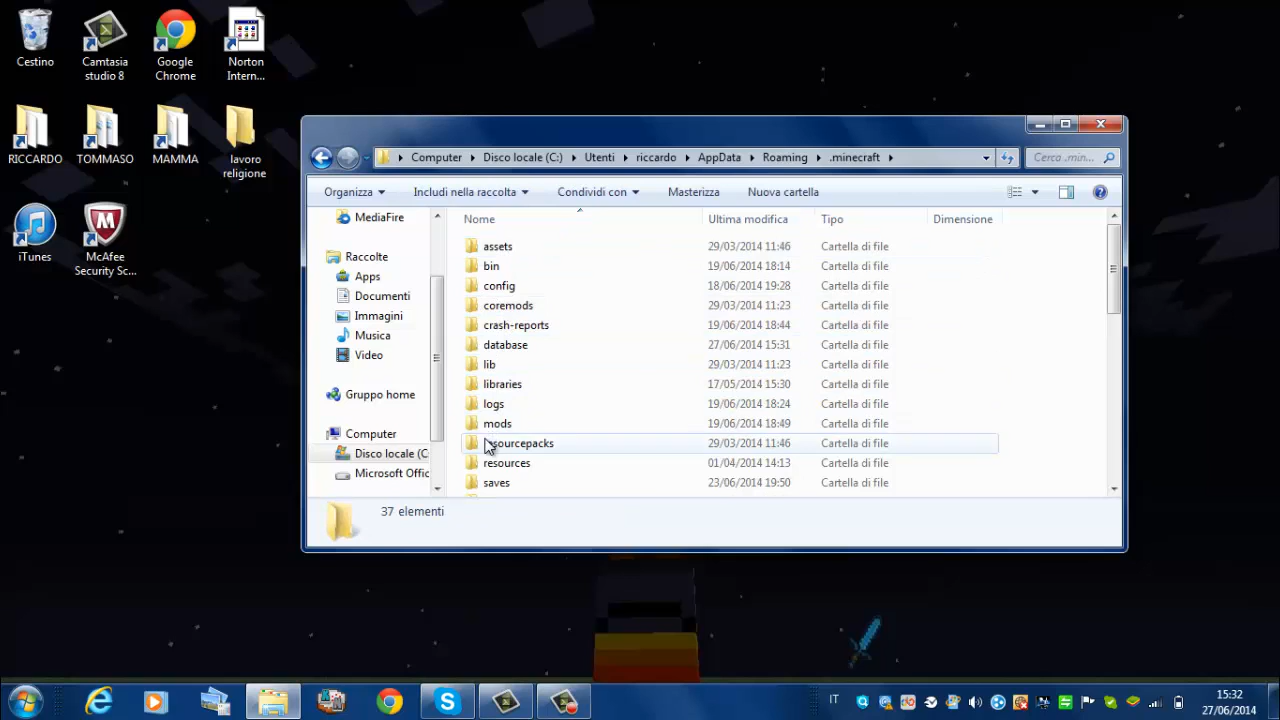 Cestino
Camtasia studio 8
Google Chrome
Norton Intern...
RICCARDO
TOMMASO
MAMMA
lavoro religione
iTunes
McAfee Security Sc...
Computer
Disco locale (C:)
Utenti
riccardo
AppData
Roaming
.minecraft
Cerca .min...
Organizza
Includi nella raccolta
Condividi con
Masterizza
Nuova cartella
MediaFire
Raccolte
Apps
Documenti
Immagini
Musica
Video
Gruppo home
Computer
Disco locale (C
Microsoft Offic
Nome Ultima modifica Tipo Dimensione
assets 29/03/2014 11:46 Cartella di file
bin 19/06/2014 18:14 Cartella di file
config 18/06/2014 19:28 Cartella di file
coremods 29/03/2014 11:23 Cartella di file
crash-reports 19/06/2014 18:44 Cartella di file
database 27/06/2014 15:31 Cartella di file
lib 29/03/2014 11:23 Cartella di file
libraries 17/05/2014 15:30 Cartella di file
logs 19/06/2014 18:24 Cartella di file
mods 19/06/2014 18:49 Cartella di file
resourcepacks 29/03/2014 11:46 Cartella di file
resources 01/04/2014 14:13 Cartella di file
saves 23/06/2014 19:50 Cartella di file
37 elementi
IT
15:32
27/06/2014